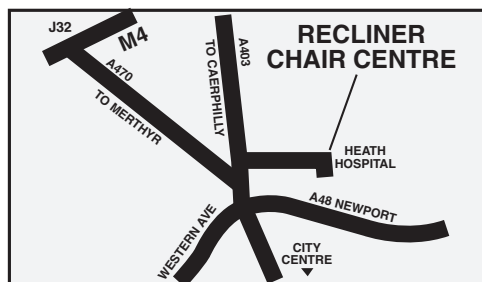 J32
M4
A470
TO MERTHYR
A403
TO CAERPHILLY
RECLINER
CHAIR CENTRE
HEATH
HOSPITAL
WESTERN AVE
A48 NEWPORT
CITY
CENTRE